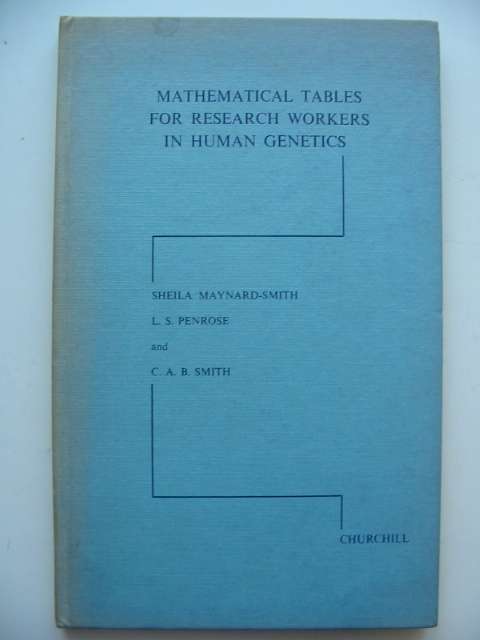 MATHEMATICAL TABLES
FOR RESEARCH WORKERS
IN HUMAN GENETICS
SHEILA MAYNARD-SMITH
L. S. PENROSE
and
C. A. B. SMITH
CHURCHILL